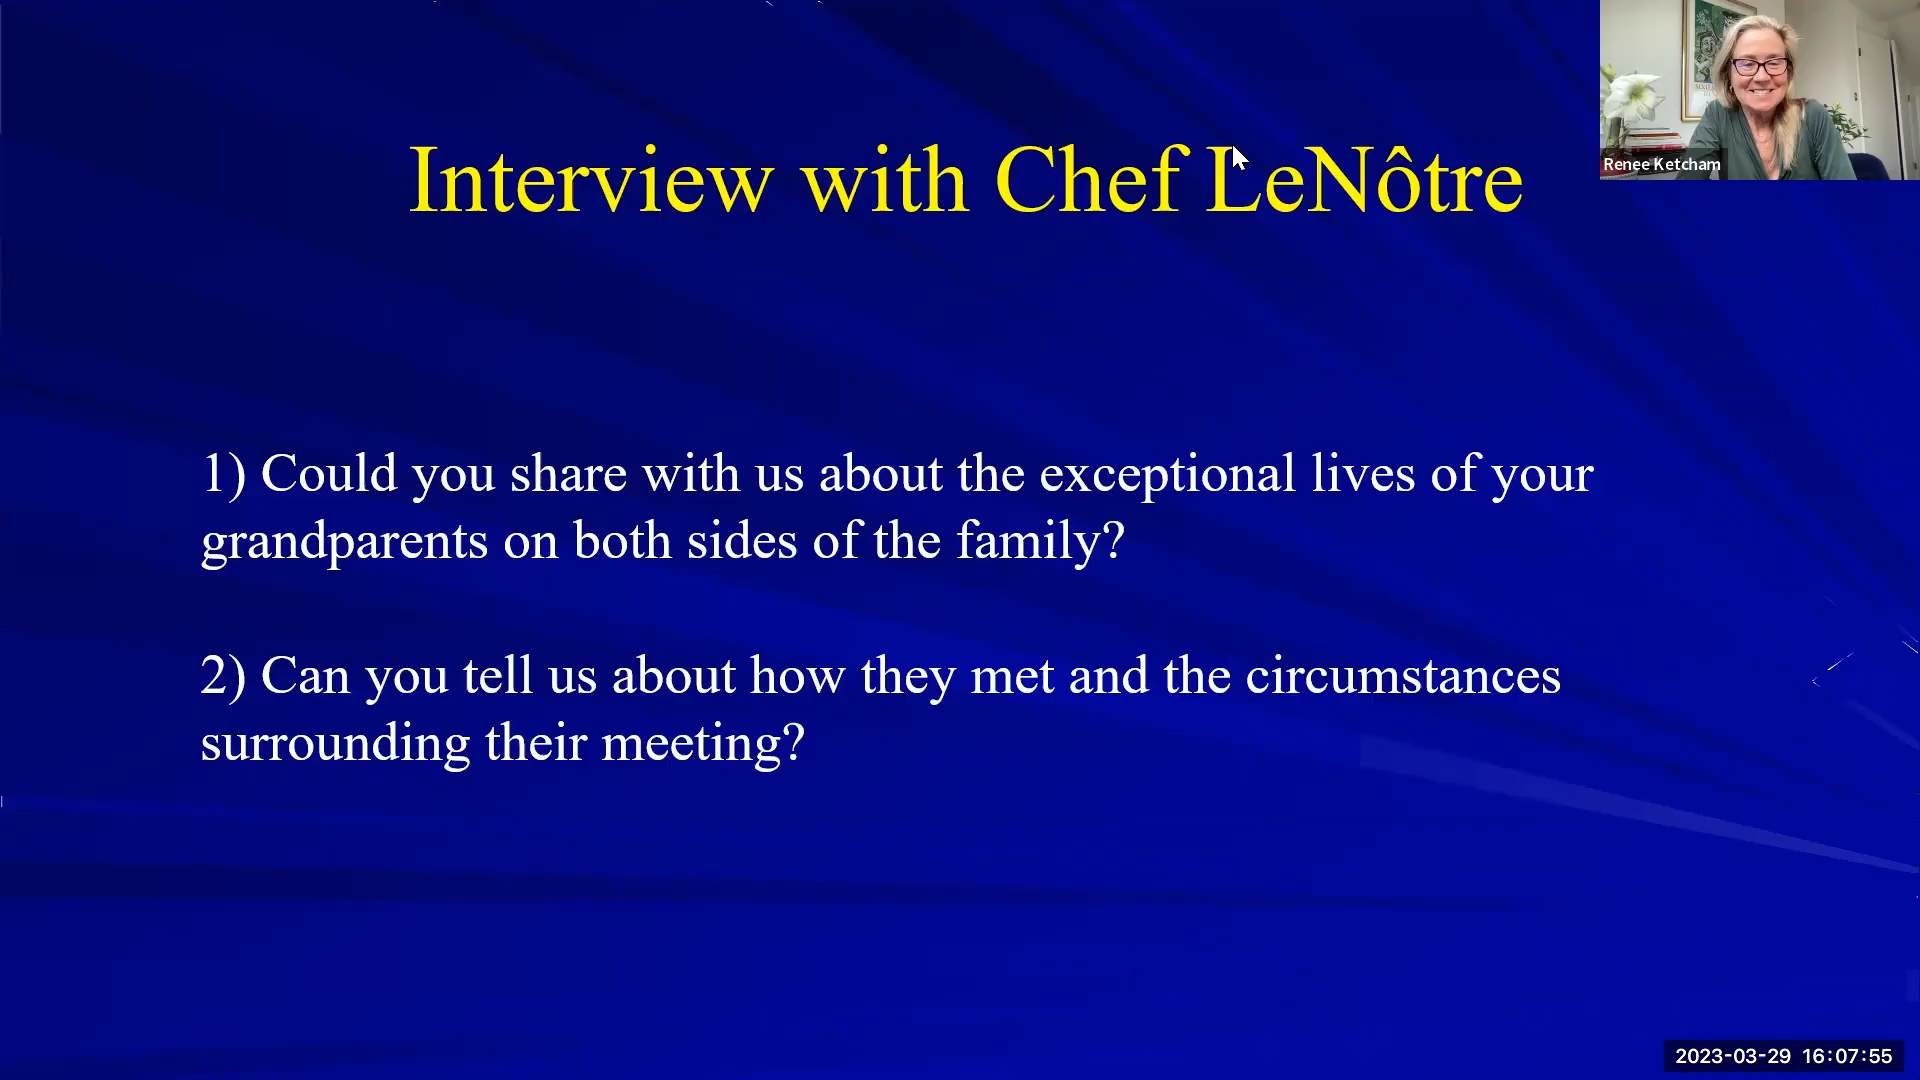 Interview with Chef LeNôtre
Renee Ketcham
1) Could you share with us about the exceptional lives of your
grandparents on both sides of the family?
2) Can you tell us about how they met and the circumstances
surrounding their meeting?
2023-03-29 16:07:55